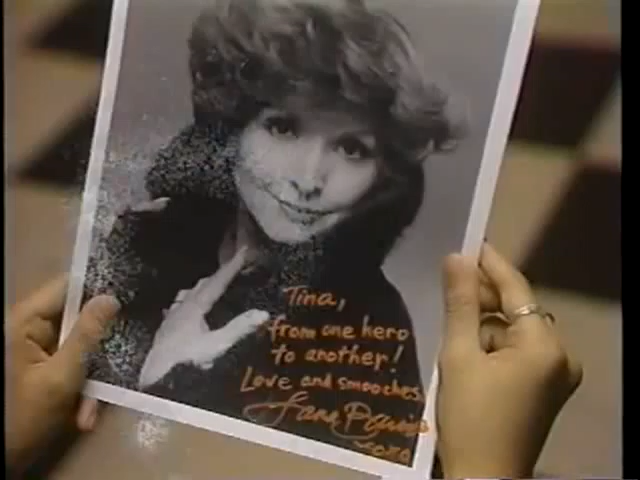 Tina,
from one hero
to another!
Love and smooches
xoxo